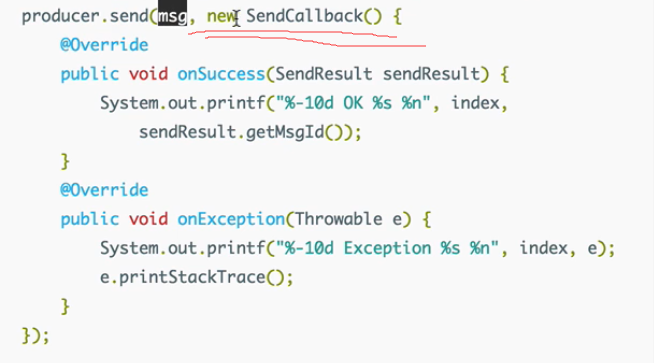 producer.send(msg, new SendCallback() {
@Override
public void onSuccess(SendResult sendResult) {
System.out.printf("%-10d OK %s %n", index,
sendResult.getMsgId());
}
@Override
public void onException(Throwable e) {
System.out.printf("%-10d Exception %s %n", index, e);
e.printStackTrace();
}
});